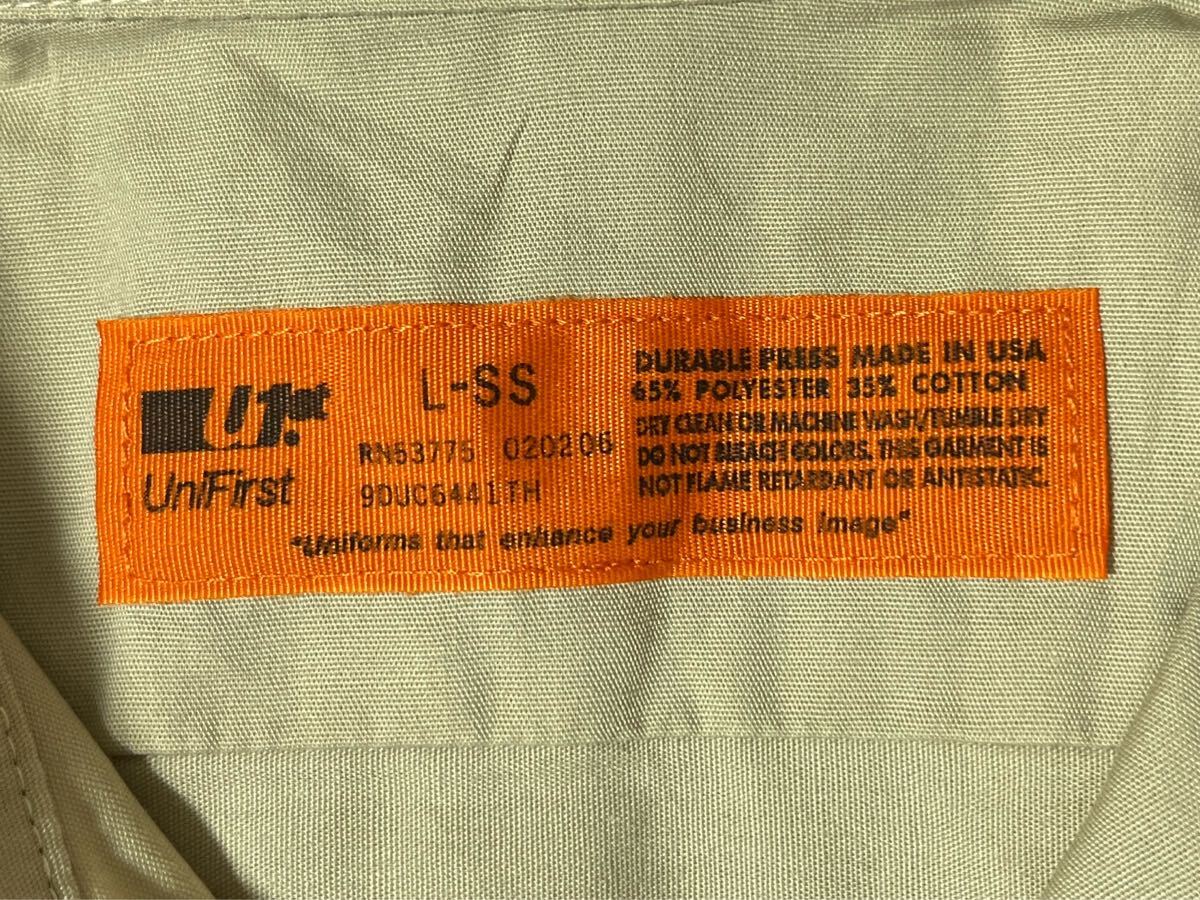 U1.st
UniFirst
L-SS
RN53775 020206
9DUC6441TH
DURABLE PRESS MADE IN USA
65% POLYESTER 35% COTTON
DRY CLEAN OR MACHINE WASH/TUMBLE DRY
DO NOT BLEACH COLORS. THIS GARMENT IS
NOT FLAME RETARDANT OR ANTISTATIC.
"Uniforms that enhance your business image"